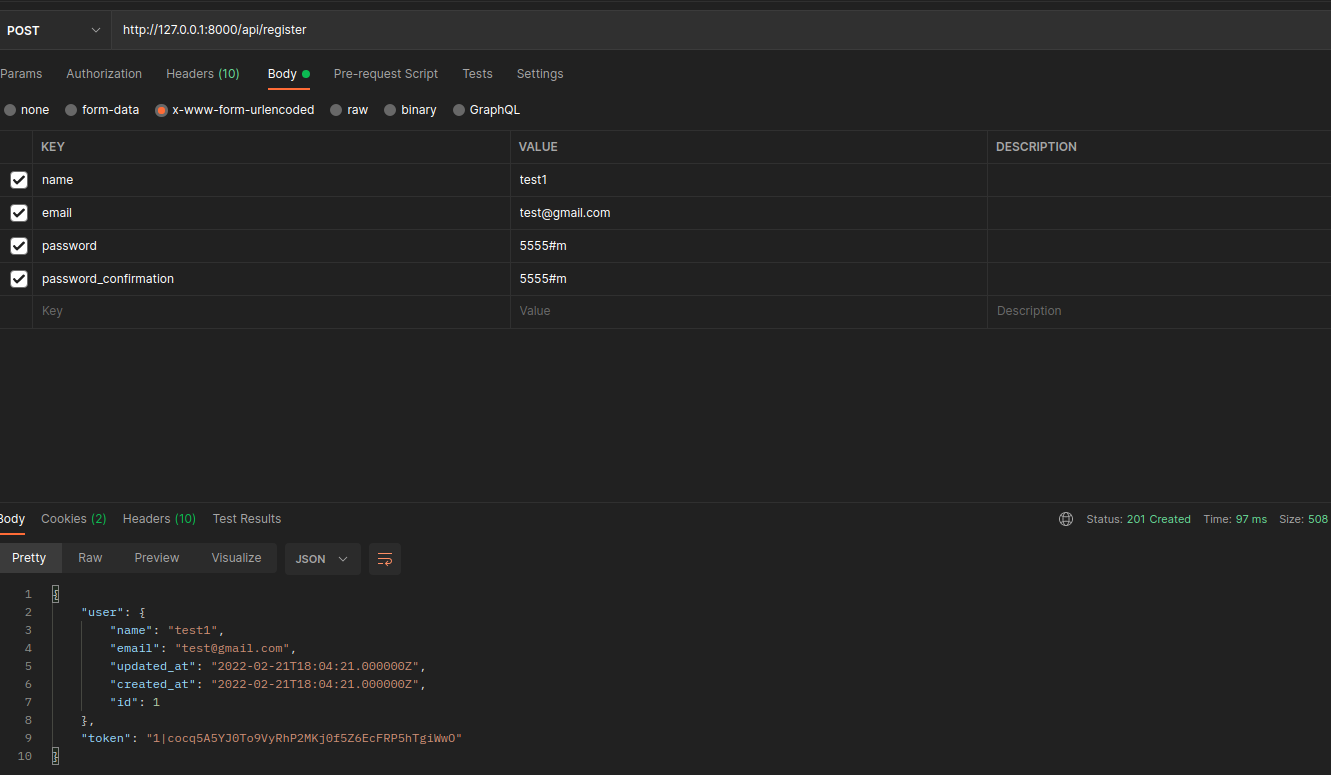 POST http://127.0.0.1:8000/api/register
Params Authorization Headers (10) Body Pre-request Script Tests Settings
none form-data x-www-form-urlencoded raw binary GraphQL
KEY VALUE DESCRIPTION
name test1
email test@gmail.com
password 5555#m
password_confirmation 5555#m
Key Value Description
Body Cookies (2) Headers (10) Test Results Status: 201 Created Time: 97 ms Size: 508
Pretty Raw Preview Visualize JSON
1 {
2 "user": {
3 "name": "test1",
4 "email": "test@gmail.com",
5 "updated_at": "2022-02-21T18:04:21.000000Z",
6 "created_at": "2022-02-21T18:04:21.000000Z",
7 "id": 1
8 },
9 "token": "1|cocq5A5YJ0To9VyRhP2MKj0f5Z6EcFRP5hTgiWwO"
10 }